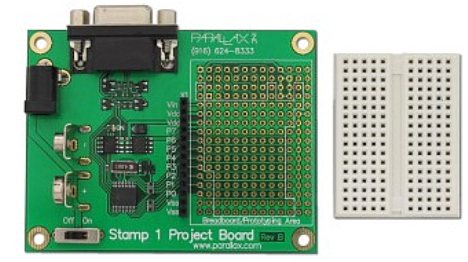 PARALLAX
(916) 624-8333
X1
Vin
Vdd
Vdd
P7
P6
P5
P4
P3
P2
P1
P0
Vss
Vss
Breadboard/Prototyping Area
Off On
Stamp 1 Project Board Rev B
www.parallax.com